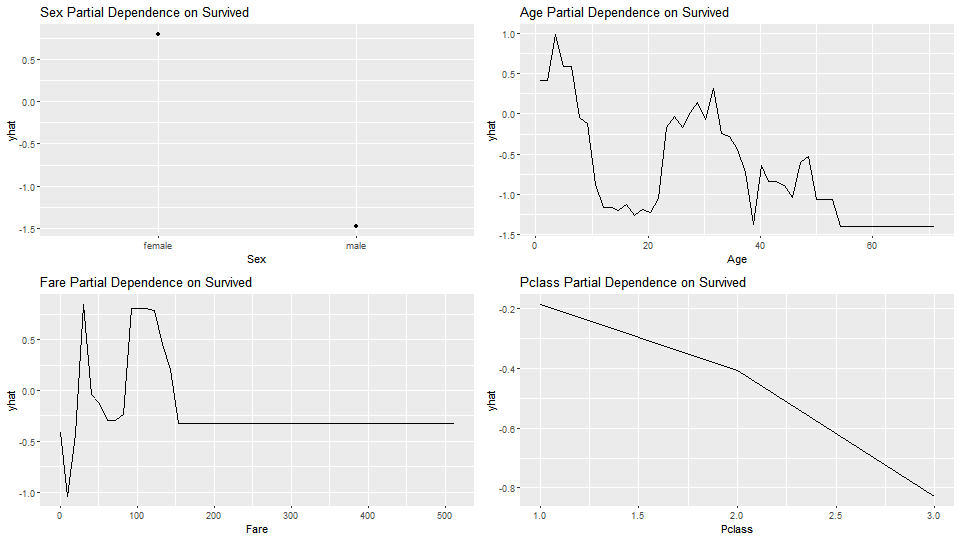 Sex Partial Dependence on Survived
0.5
0.0
-0.5
-1.0
-1.5
yhat
female male
Sex
Age Partial Dependence on Survived
1.0
0.5
0.0
-0.5
-1.0
-1.5
yhat
0 20 40 60
Age
Fare Partial Dependence on Survived
0.5
0.0
-0.5
-1.0
yhat
0 100 200 300 400 500
Fare
Pclass Partial Dependence on Survived
-0.2
-0.4
-0.6
-0.8
yhat
1.0 1.5 2.0 2.5 3.0
Pclass